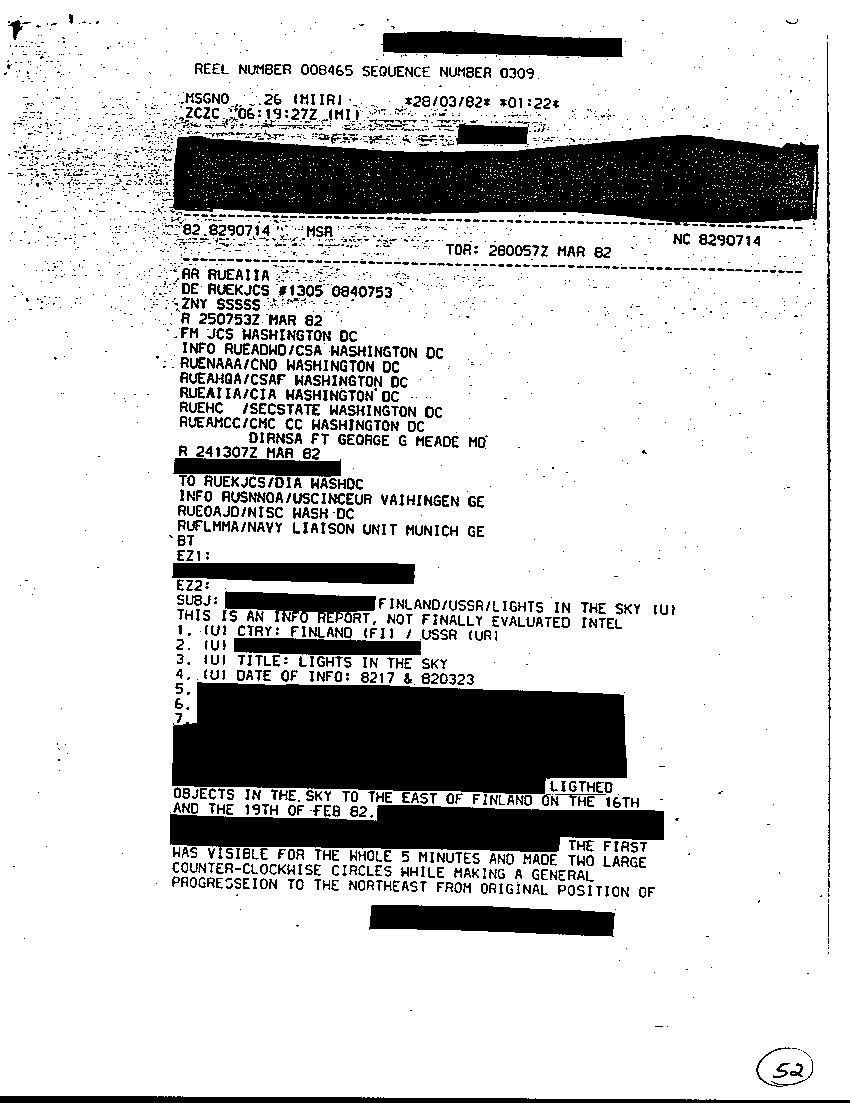 REEL NUMBER 008465 SEQUENCE NUMBER 0309
MSGNO 26 (MIIR) *28/03/82* *01:22*
ZCZC 06:19:27Z (MI)
82 8290714 MSR NC 8290714
TOR: 280057Z MAR 82
RR RUEAIIA
DE RUEKJCS #1305 0840753
ZNY SSSSS
R 250753Z MAR 82
FM JCS WASHINGTON DC
INFO RUEADWD/CSA WASHINGTON DC
RUENAAA/CNO WASHINGTON DC
RUEAHQA/CSAF WASHINGTON DC
RUEAIIA/CIA WASHINGTON DC
RUEHC /SECSTATE WASHINGTON DC
RUEAMCC/CMC CC WASHINGTON DC
DIRNSA FT GEORGE G MEADE MD
R 241307Z MAR 82
TO RUEKJCS/DIA WASHDC
INFO RUSNNOA/USCINCEUR VAIHINGEN GE
RUEOAJD/NISC WASH DC
RUFLMMA/NAVY LIAISON UNIT MUNICH GE
BT
EZ1:
EZ2:
SUBJ: FINLAND/USSR/LIGHTS IN THE SKY (U)
THIS IS AN INFO REPORT, NOT FINALLY EVALUATED INTEL
1. (U) CTRY: FINLAND (FI) / USSR (UR)
2. (U)
3. (U) TITLE: LIGHTS IN THE SKY
4. (U) DATE OF INFO: 8217 & 820323
5.
6.
7.
LIGTHED
OBJECTS IN THE SKY TO THE EAST OF FINLAND ON THE 16TH
AND THE 19TH OF FEB 82.
THE FIRST
WAS VISIBLE FOR THE WHOLE 5 MINUTES AND MADE TWO LARGE
COUNTER-CLOCKWISE CIRCLES WHILE MAKING A GENERAL
PROGRESSEION TO THE NORTHEAST FROM ORIGINAL POSITION OF
52